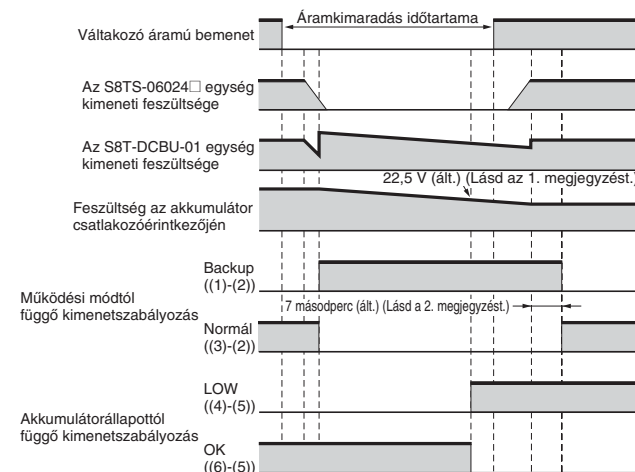 Áramkimaradás időtartama
Váltakozó áramú bemenet
Az S8TS-06024□ egység
kimeneti feszültsége
Az S8T-DCBU-01 egység
kimeneti feszültsége
22,5 V (ált.) (Lásd az 1. megjegyzést.)
Feszültség az akkumulátor
csatlakozóérintkezőjén
Backup
((1)-(2))
Működési módtól
függő kimenetszabályozás
7 másodperc (ált.) (Lásd a 2. megjegyzést.)
Normál
((3)-(2))
LOW
((4)-(5))
Akkumulátorállapottól
függő kimenetszabályozás
OK
((6)-(5))